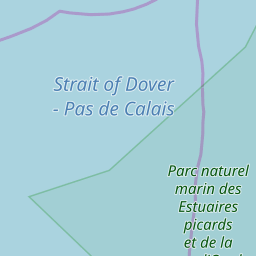 Strait of Dover
- Pas de Calais
Parc naturel
marin des
Estuaires
picards
et de la